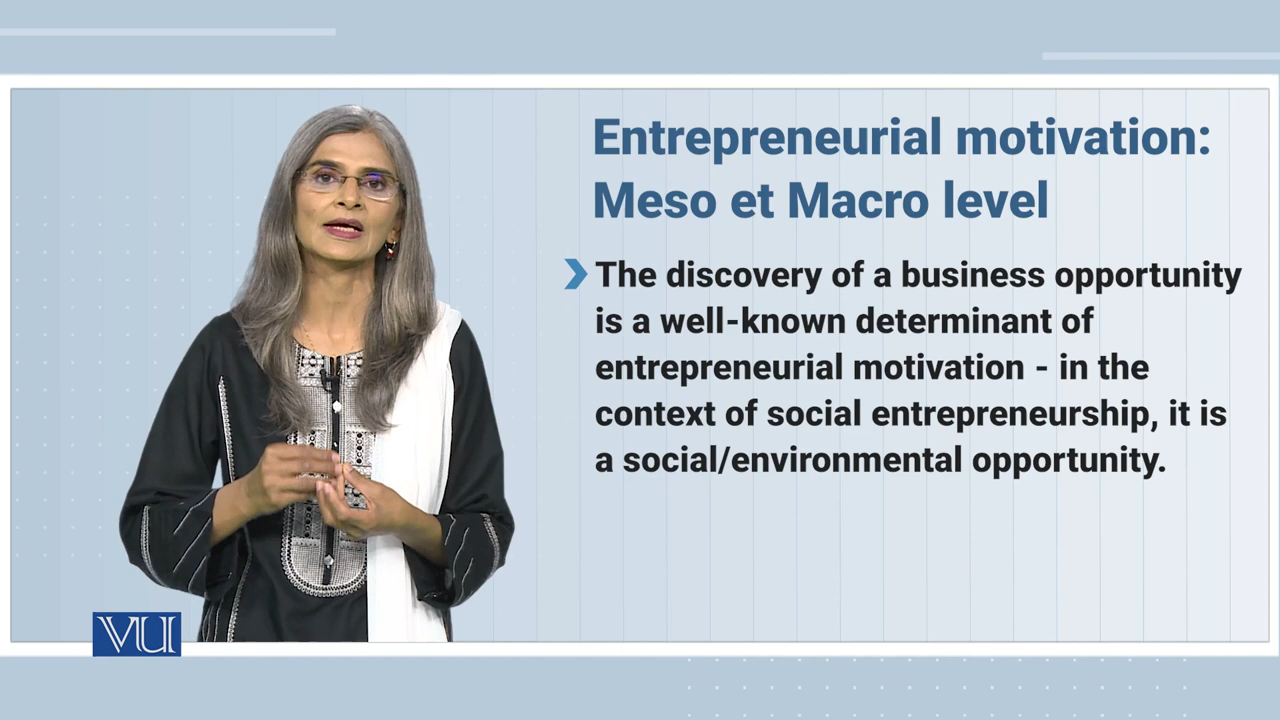 Entrepreneurial motivation:
Meso et Macro level
The discovery of a business opportunity
is a well-known determinant of
entrepreneurial motivation - in the
context of social entrepreneurship, it is
a social/environmental opportunity.
VU